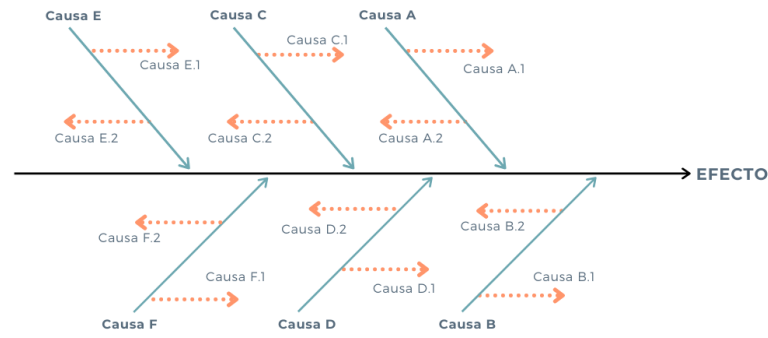 Causa E
Causa C
Causa A
Causa C.1
Causa E.1
Causa A.1
Causa E.2
Causa C.2
Causa A.2
EFECTO
Causa F.2
Causa D.2
Causa B.2
Causa F.1
Causa D.1
Causa B.1
Causa F
Causa D
Causa B